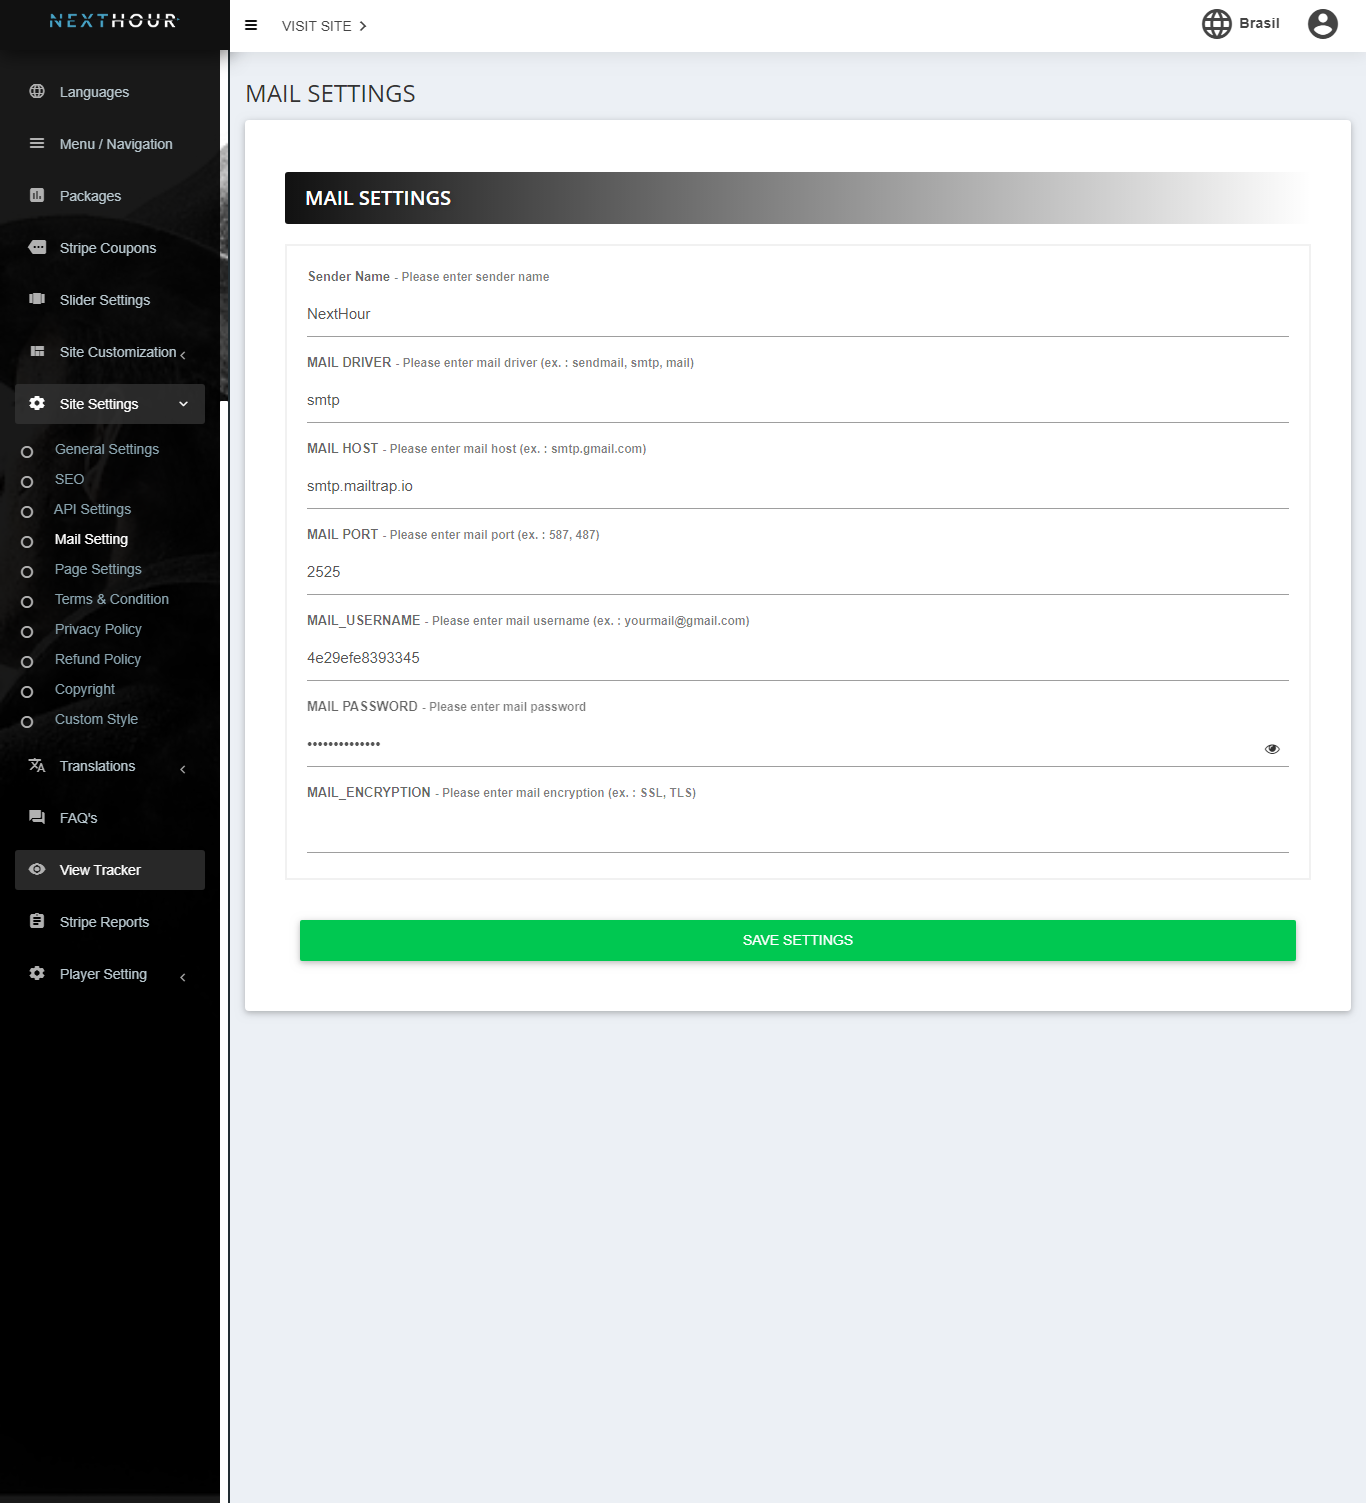 NEXTHOUR
VISIT SITE
Brasil
Languages
Menu / Navigation
Packages
Stripe Coupons
Slider Settings
Site Customization
Site Settings
General Settings
SEO
API Settings
Mail Setting
Page Settings
Terms & Condition
Privacy Policy
Refund Policy
Copyright
Custom Style
Translations
FAQ's
View Tracker
Stripe Reports
Player Setting
MAIL SETTINGS
MAIL SETTINGS
Sender Name - Please enter sender name
NextHour
MAIL DRIVER - Please enter mail driver (ex. : sendmail, smtp, mail)
smtp
MAIL HOST - Please enter mail host (ex. : smtp.gmail.com)
smtp.mailtrap.io
MAIL PORT - Please enter mail port (ex. : 587, 487)
2525
MAIL_USERNAME - Please enter mail username (ex. : yourmail@gmail.com)
4e29efe8393345
MAIL PASSWORD - Please enter mail password
••••••••••••••
MAIL_ENCRYPTION - Please enter mail encryption (ex. : SSL, TLS)
SAVE SETTINGS